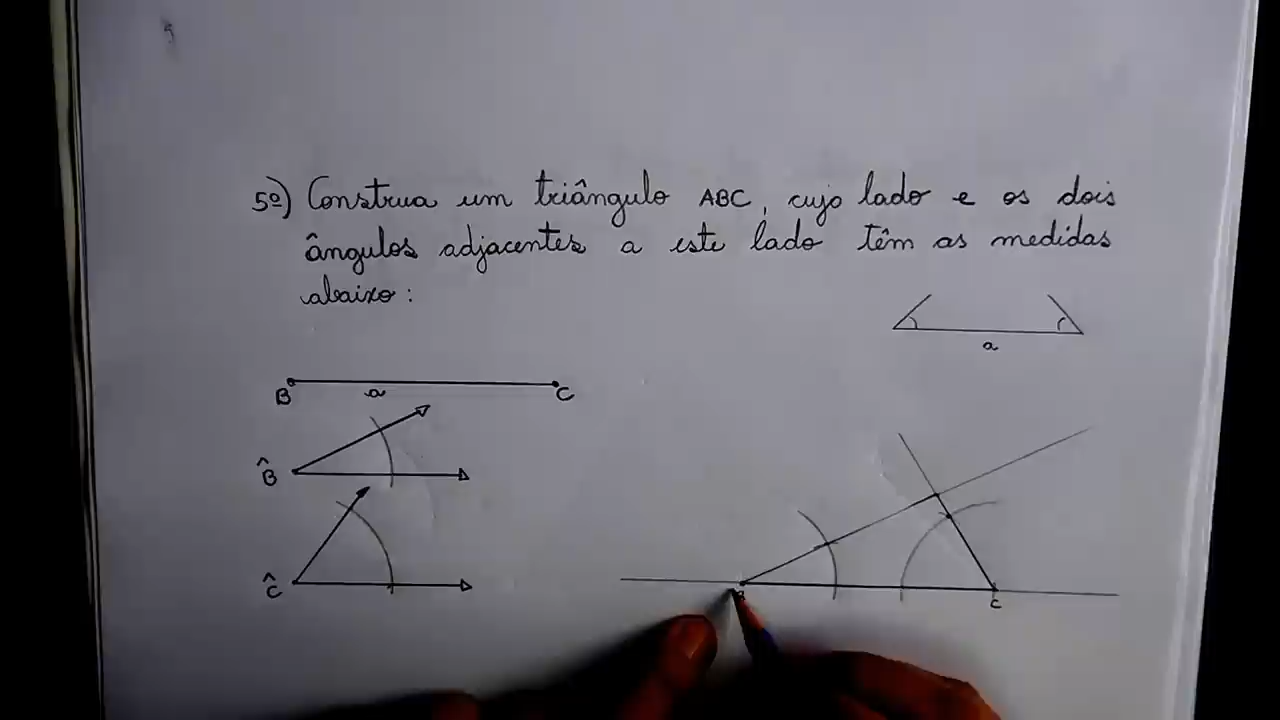 5º) Construa um triângulo ABC, cujo lado e os dois
ângulos adjacentes a este lado têm as medidas
abaixo:
a
B a C
B̂
Ĉ
B C